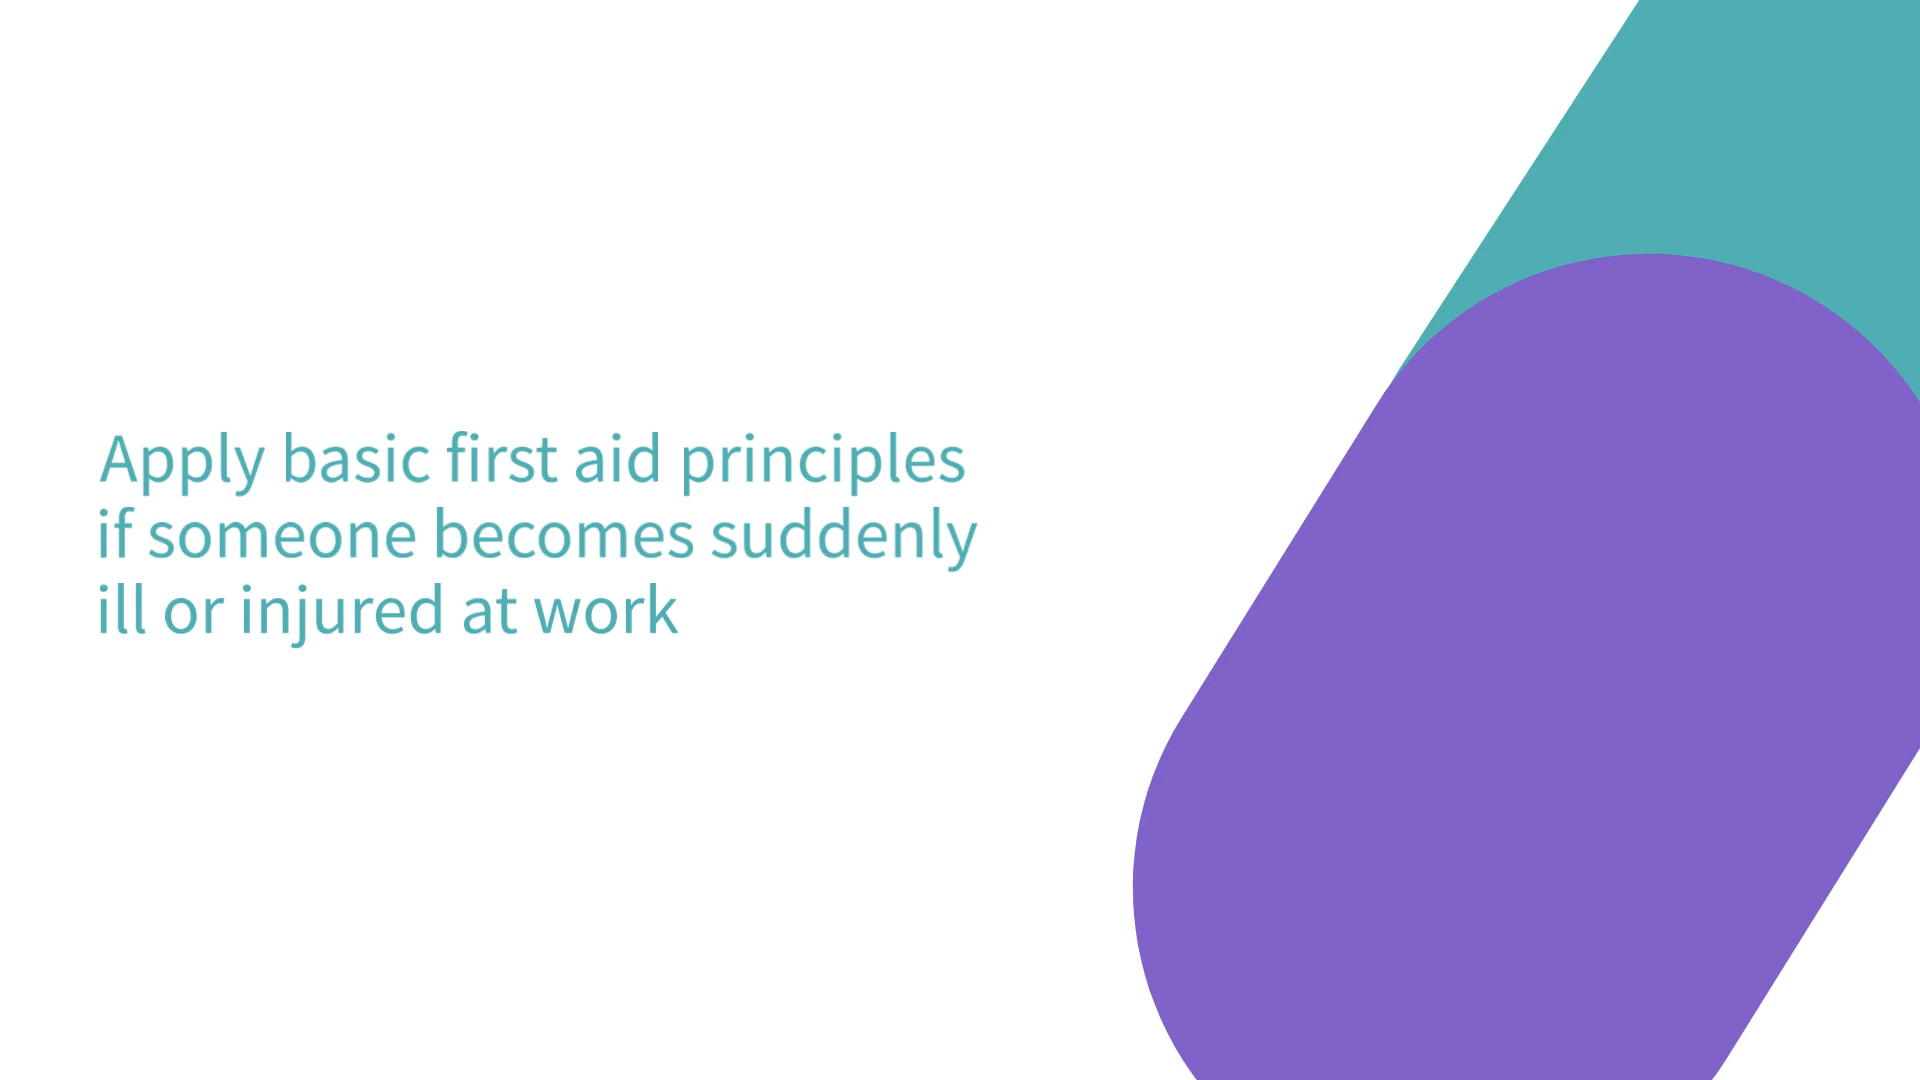 Apply basic first aid principles
if someone becomes suddenly
ill or injured at work